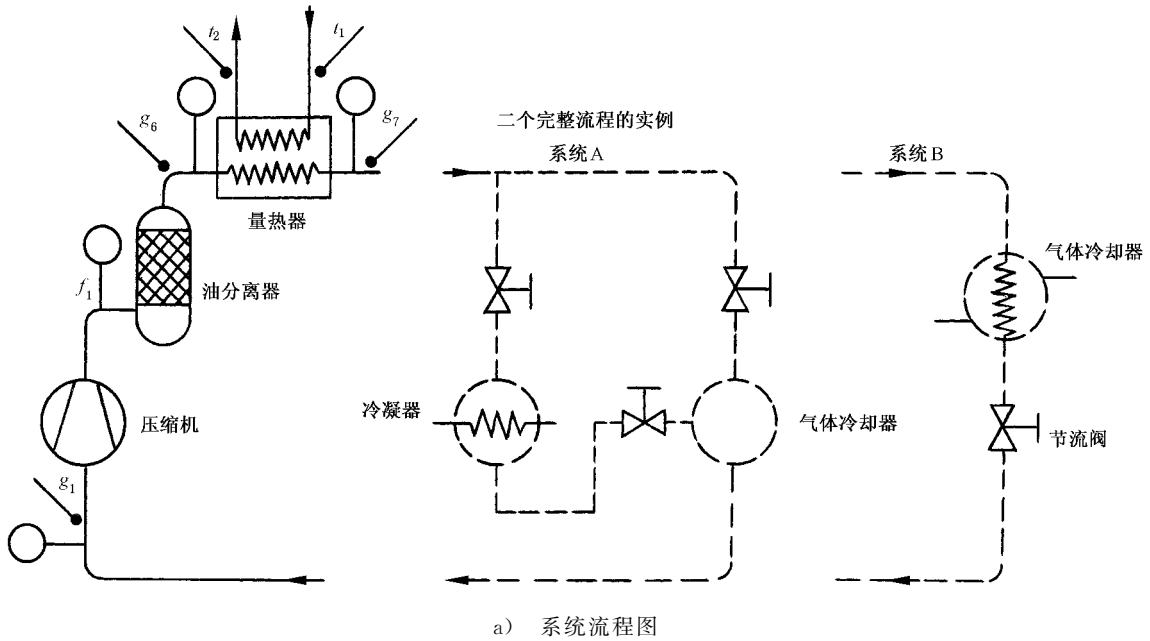 t₂
t₁
g₆
g₇
二个完整流程的实例
系统A
系统B
量热器
气体冷却器
f₁
油分离器
冷凝器
气体冷却器
压缩机
节流阀
g₁
a) 系统流程图